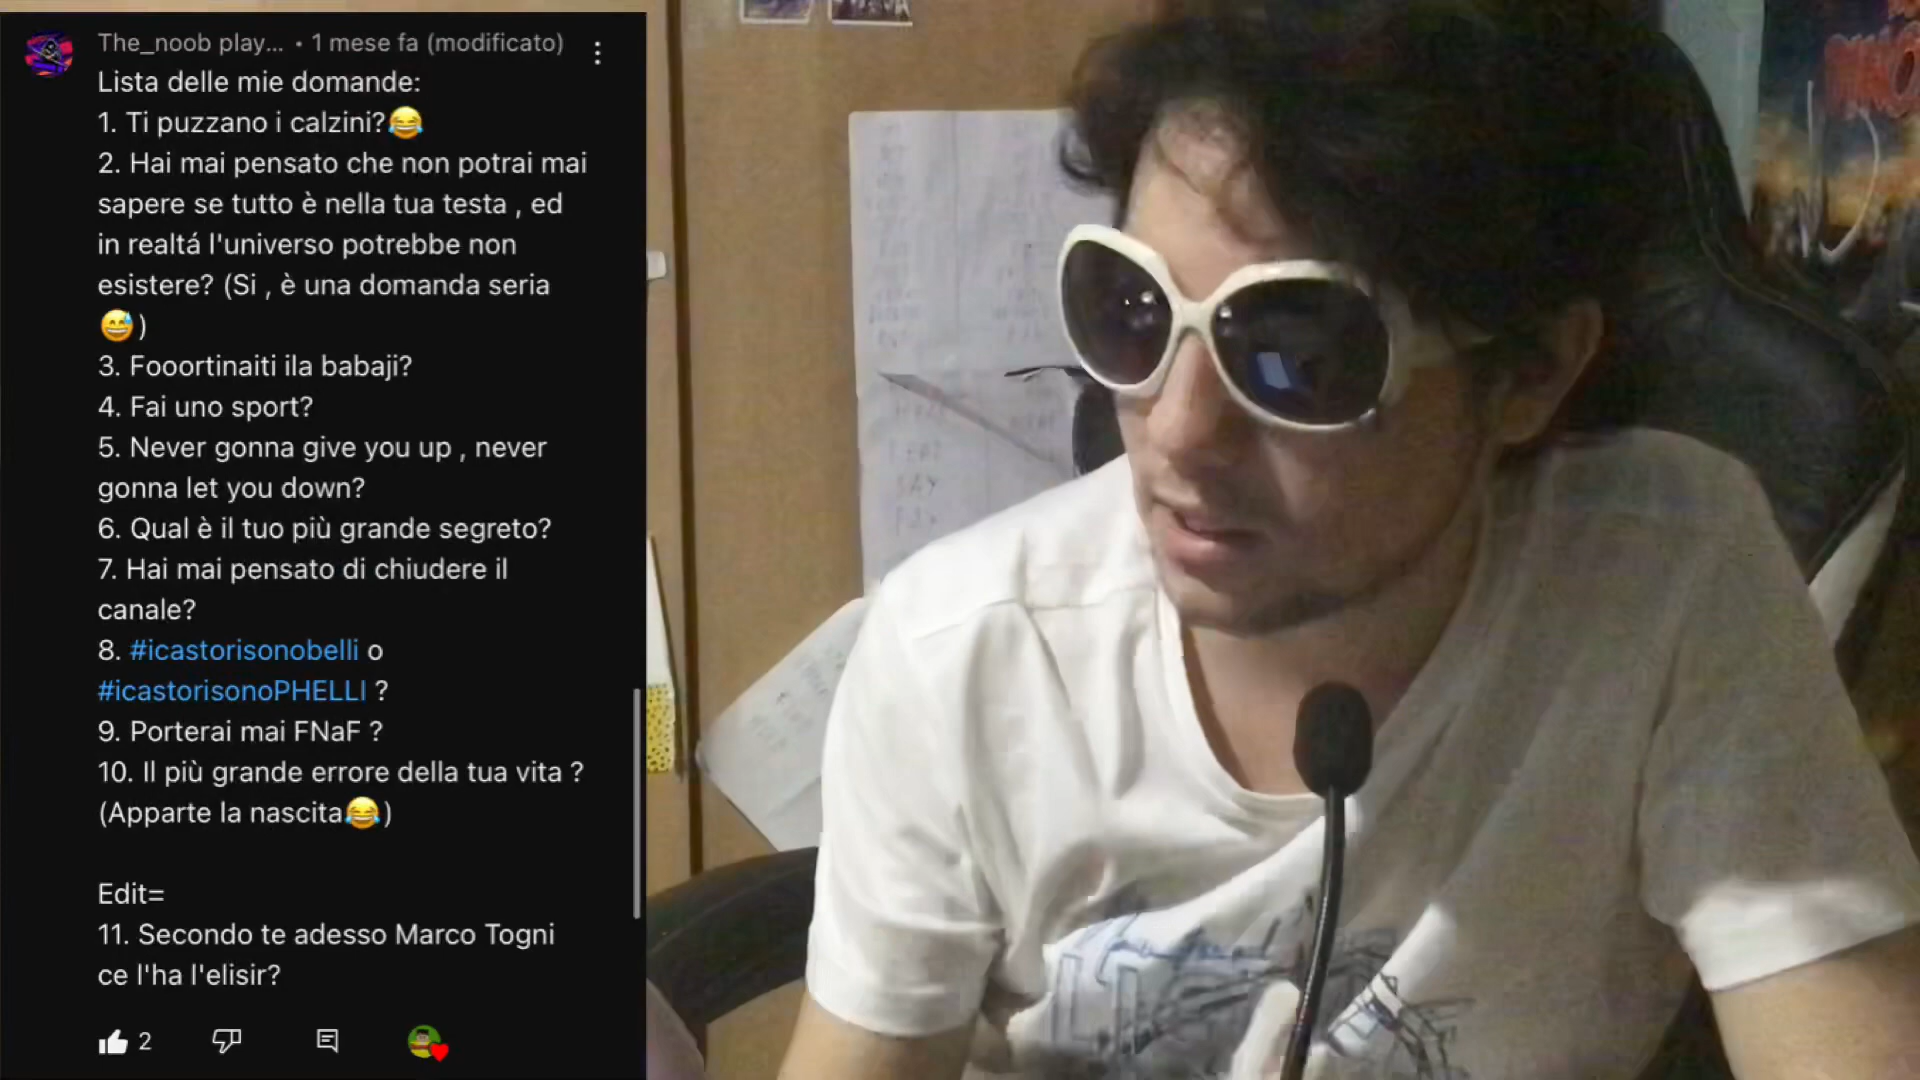 The_noob play... • 1 mese fa (modificato)
Lista delle mie domande:
1. Ti puzzano i calzini?😂
2. Hai mai pensato che non potrai mai
sapere se tutto è nella tua testa , ed
in realtá l'universo potrebbe non
esistere? (Si , è una domanda seria
😅)
3. Fooortinaiti ila babaji?
4. Fai uno sport?
5. Never gonna give you up , never
gonna let you down?
6. Qual è il tuo più grande segreto?
7. Hai mai pensato di chiudere il
canale?
8. #icastorisonobelli o
#icastorisonoPHELLI ?
9. Porterai mai FNaF ?
10. Il più grande errore della tua vita ?
(Apparte la nascita😂)
Edit=
11. Secondo te adesso Marco Togni
ce l'ha l'elisir?
2